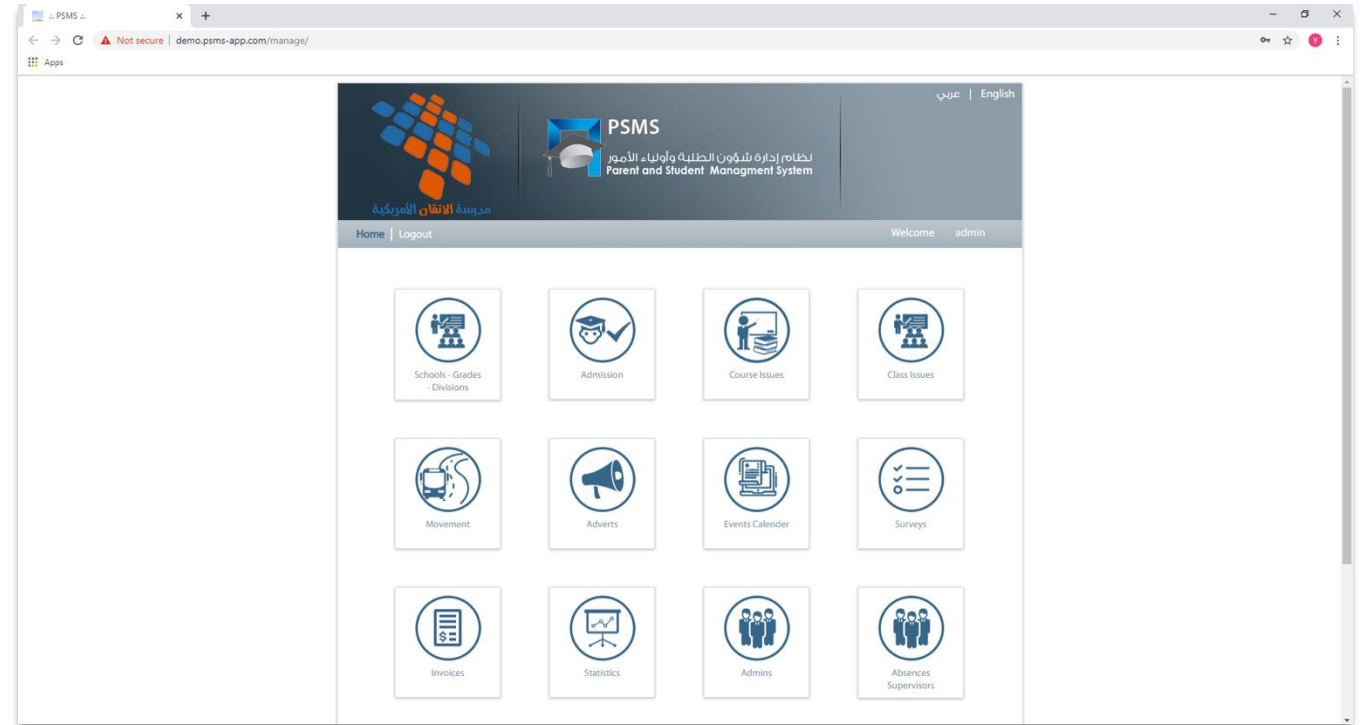 .:. PSMS .:.
Not secure | demo.psms-app.com/manage/
Y
Apps
عربي | English
PSMS
نظام إدارة شؤون الطلبة وأولياء الأمور
Parent and Student Managment System
مدرسة الاتقان الأمريكية
Home | Logout
Welcome admin
Schools - Grades
- Divisions
Admission
Course Issues
Class Issues
Movement
Adverts
Events Calender
Surveys
Invoices
Statistics
Admins
Absences
Supervisors